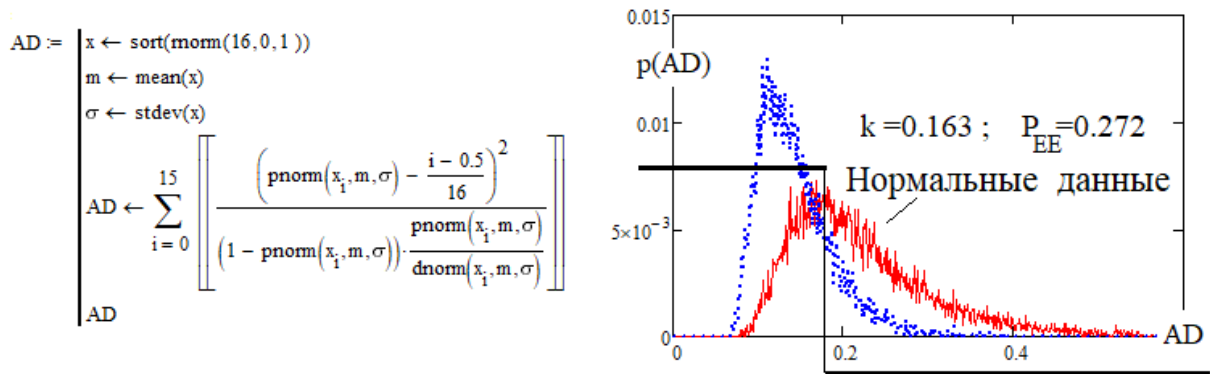 AD := x ← sort(rnorm(16,0,1))
m ← mean(x)
σ ← stdev(x)
AD ← ∑ i = 0 15 [[ (pnorm(x_i,m,σ) − (i − 0.5)/16)^2 / ((1 − pnorm(x_i,m,σ))·pnorm(x_i,m,σ)/dnorm(x_i,m,σ)) ]]
AD
0.015
p(AD)
0.01
k =0.163 ; P_EE=0.272
Нормальные данные
5×10^−3
0
AD
0 0.2 0.4